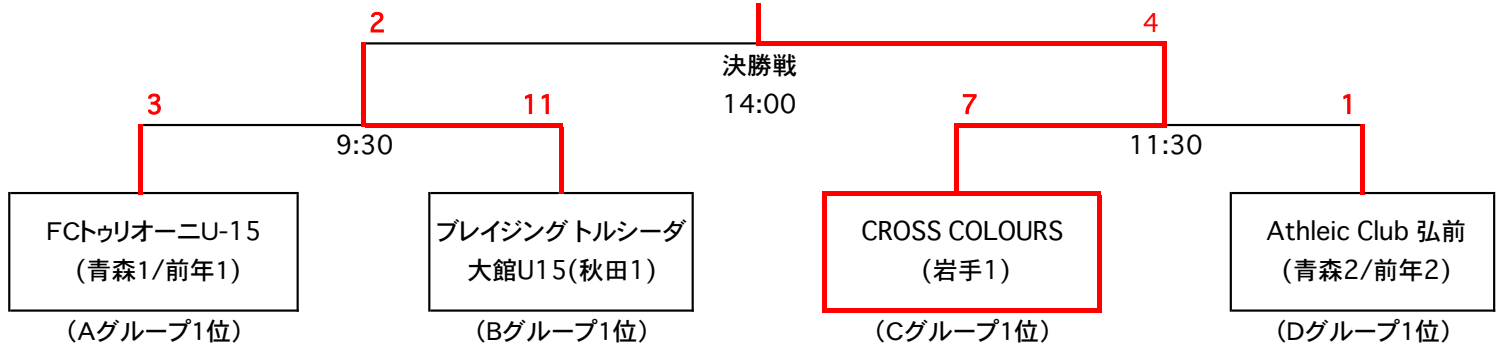 2
4
決勝戦
14:00
3
11
7
1
9:30
11:30
FCトゥリオーニU-15
(青森1/前年1)
ブレイジング トルシーダ
大館U15(秋田1)
CROSS COLOURS
(岩手1)
Athleic Club 弘前
(青森2/前年2)
(Aグループ1位)
(Bグループ1位)
(Cグループ1位)
(Dグループ1位)